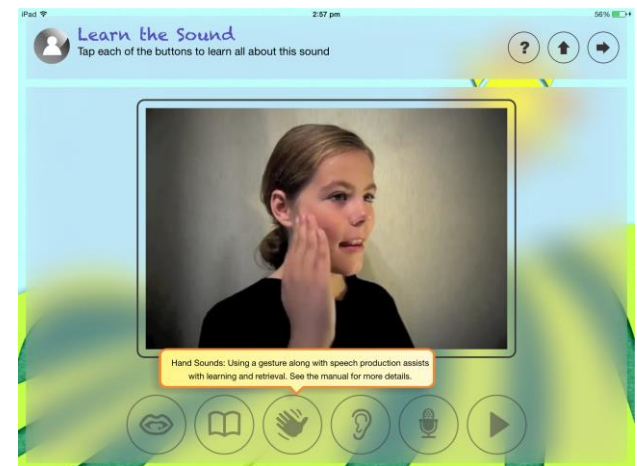 iPad 2:57 pm 56%
Learn the Sound
Tap each of the buttons to learn all about this sound
?
Hand Sounds: Using a gesture along with speech production assists
with learning and retrieval. See the manual for more details.